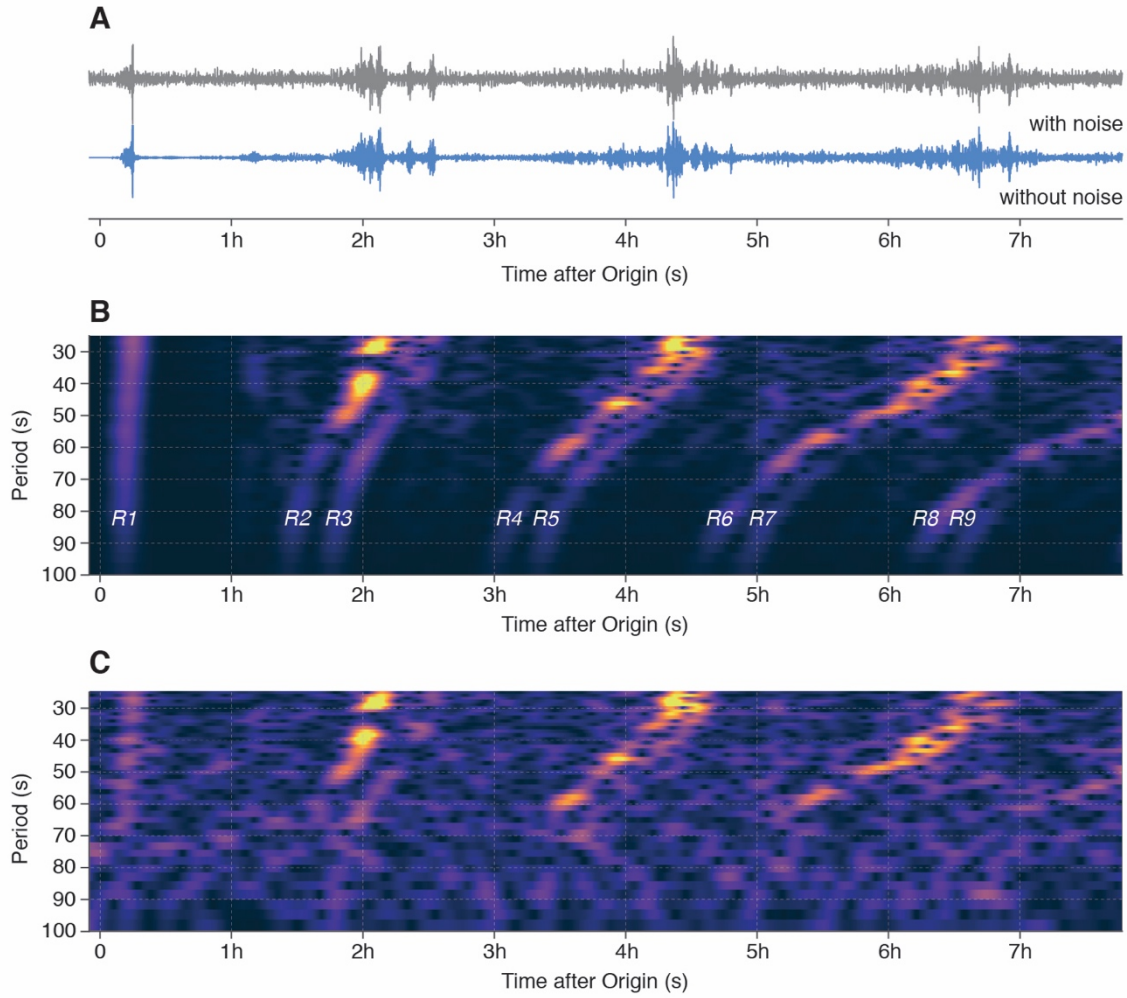 A
with noise
without noise
0 1h 2h 3h 4h 5h 6h 7h
Time after Origin (s)
B
Period (s)
30
40
50
60
70
80
90
100
R1 R2 R3 R4 R5 R6 R7 R8 R9
0 1h 2h 3h 4h 5h 6h 7h
Time after Origin (s)
C
Period (s)
30
40
50
60
70
80
90
100
0 1h 2h 3h 4h 5h 6h 7h
Time after Origin (s)